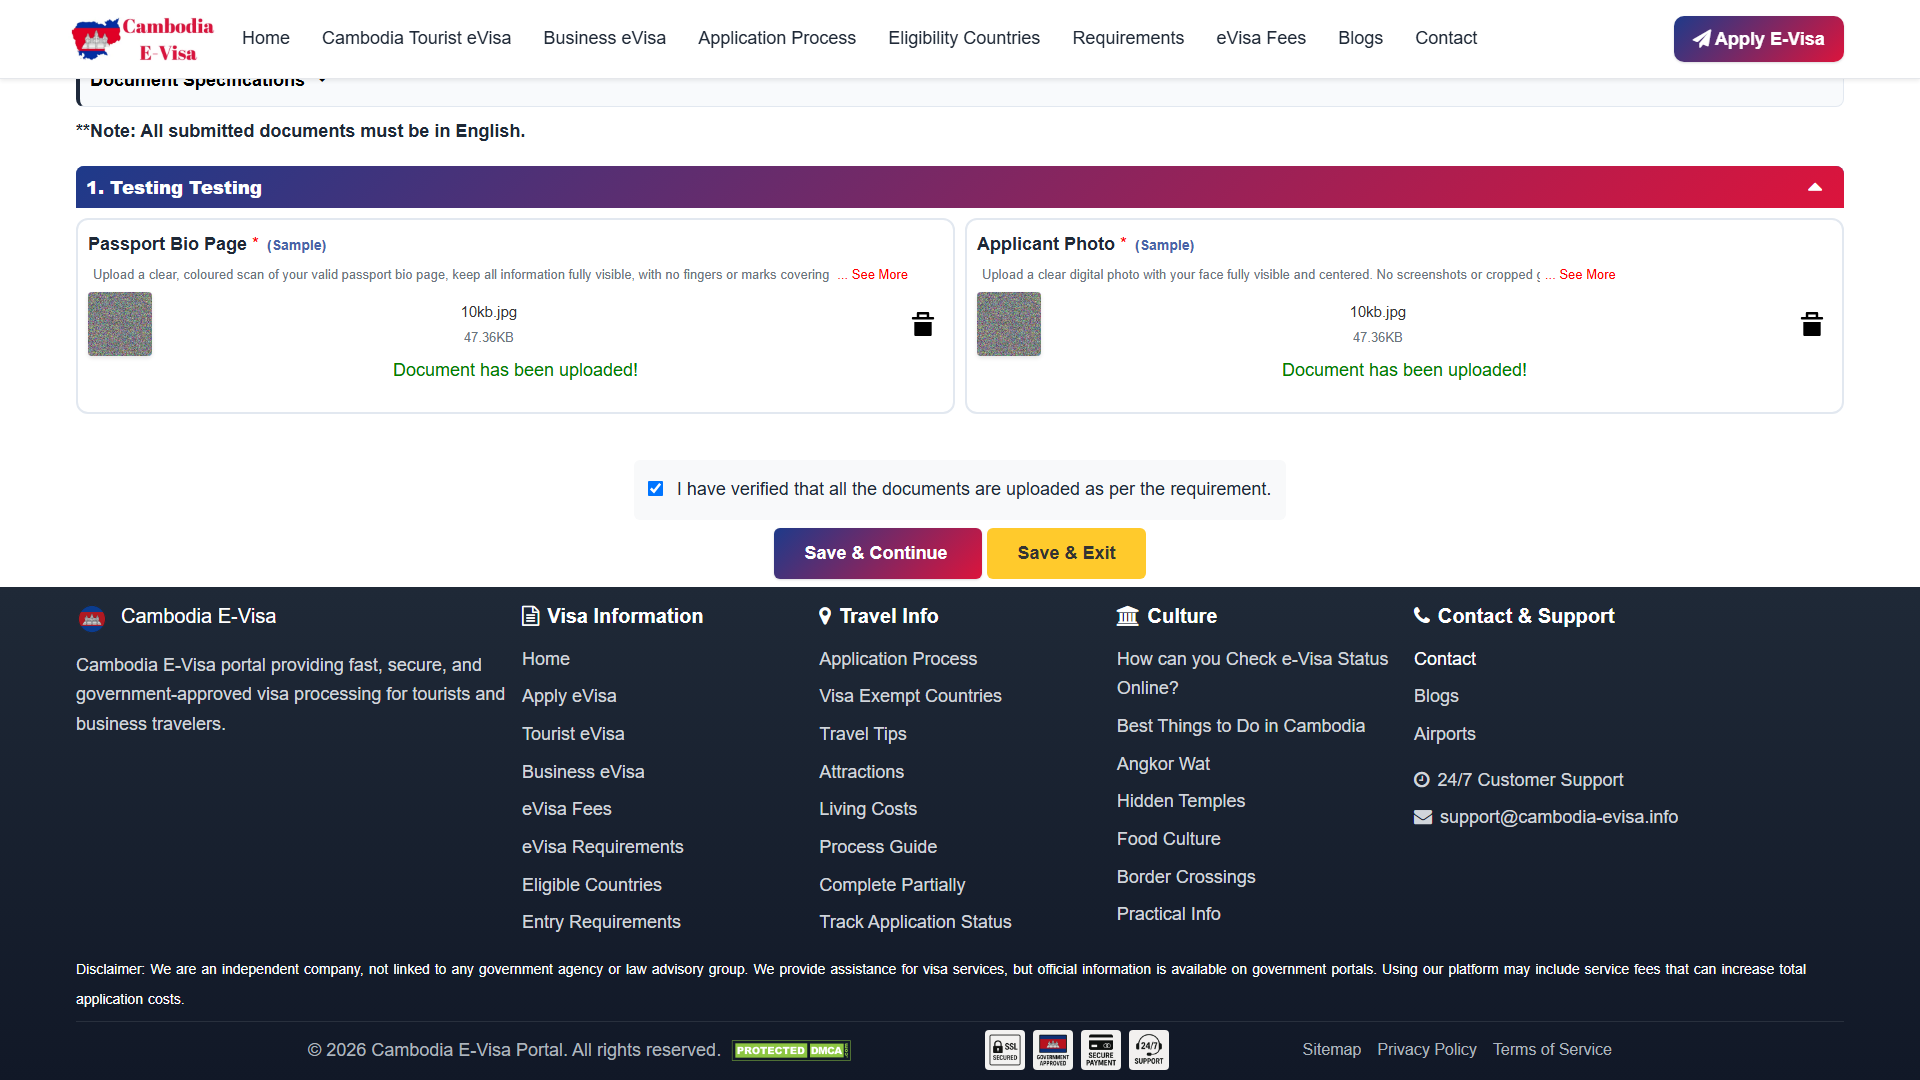 Cambodia
E-Visa
Home
Cambodia Tourist eVisa
Business eVisa
Application Process
Eligibility Countries
Requirements
eVisa Fees
Blogs
Contact
Apply E-Visa
Document Specifications
**Note: All submitted documents must be in English.
1. Testing Testing
Passport Bio Page * (Sample)
Upload a clear, coloured scan of your valid passport bio page, keep all information fully visible, with no fingers or marks covering ... See More
10kb.jpg
47.36KB
Document has been uploaded!
Applicant Photo * (Sample)
Upload a clear digital photo with your face fully visible and centered. No screenshots or cropped ... See More
10kb.jpg
47.36KB
Document has been uploaded!
I have verified that all the documents are uploaded as per the requirement.
Save & Continue
Save & Exit
Cambodia E-Visa
Cambodia E-Visa portal providing fast, secure, and
government-approved visa processing for tourists and
business travelers.
Visa Information
Home
Apply eVisa
Tourist eVisa
Business eVisa
eVisa Fees
eVisa Requirements
Eligible Countries
Entry Requirements
Travel Info
Application Process
Visa Exempt Countries
Travel Tips
Attractions
Living Costs
Process Guide
Complete Partially
Track Application Status
Culture
How can you Check e-Visa Status
Online?
Best Things to Do in Cambodia
Angkor Wat
Hidden Temples
Food Culture
Border Crossings
Practical Info
Contact & Support
Contact
Blogs
Airports
24/7 Customer Support
support@cambodia-evisa.info
Disclaimer: We are an independent company, not linked to any government agency or law advisory group. We provide assistance for visa services, but official information is available on government portals. Using our platform may include service fees that can increase total
application costs.
© 2026 Cambodia E-Visa Portal. All rights reserved.
PROTECTED DMCA
SSL
SECURED
GOVERNMENT
APPROVED
SECURE
PAYMENT
24/7
SUPPORT
Sitemap
Privacy Policy
Terms of Service